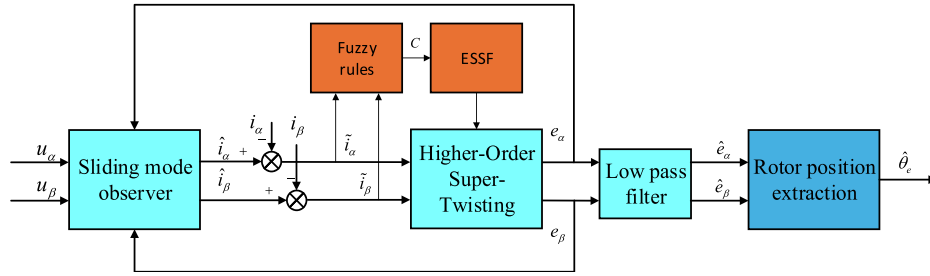 Fuzzy
rules
C
ESSF
u_α
u_β
Sliding mode
observer
î_α
î_β
+
+
i_α
i_β
−
−
ĩ_α
ĩ_β
Higher-Order
Super-
Twisting
e_α
e_β
Low pass
filter
ê_α
ê_β
Rotor position
extraction
θ̂_e